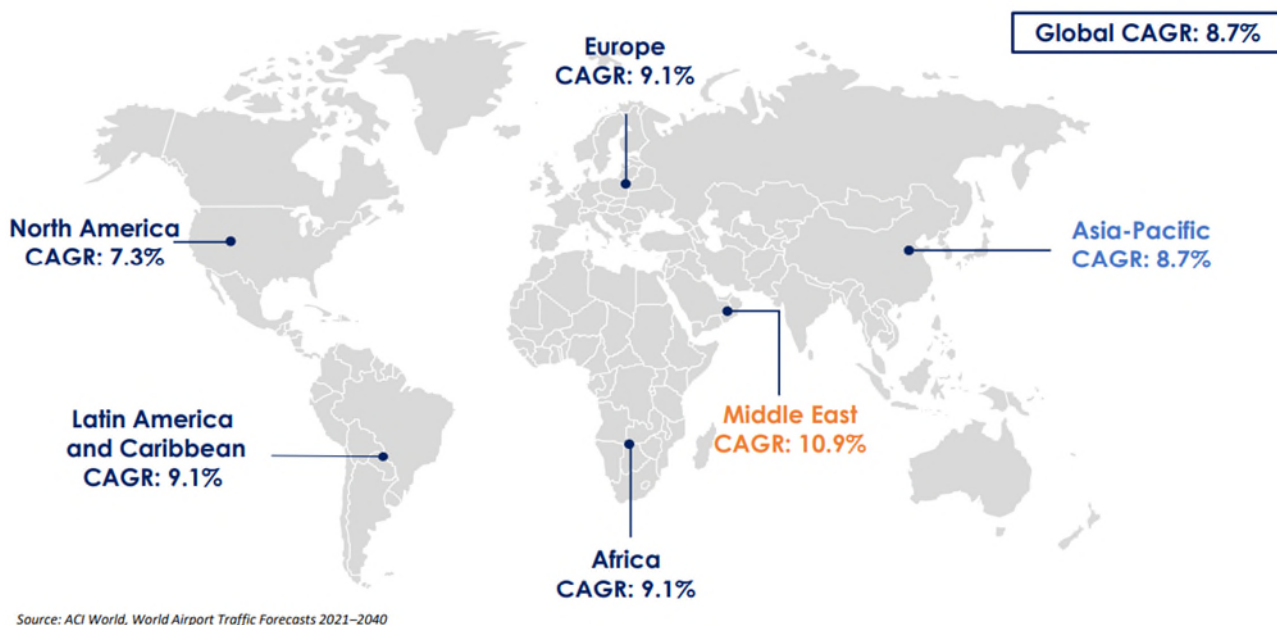 Global CAGR: 8.7%
Europe
CAGR: 9.1%
North America
CAGR: 7.3%
Asia-Pacific
CAGR: 8.7%
Latin America
and Caribbean
CAGR: 9.1%
Middle East
CAGR: 10.9%
Africa
CAGR: 9.1%
Source: ACI World, World Airport Traffic Forecasts 2021–2040